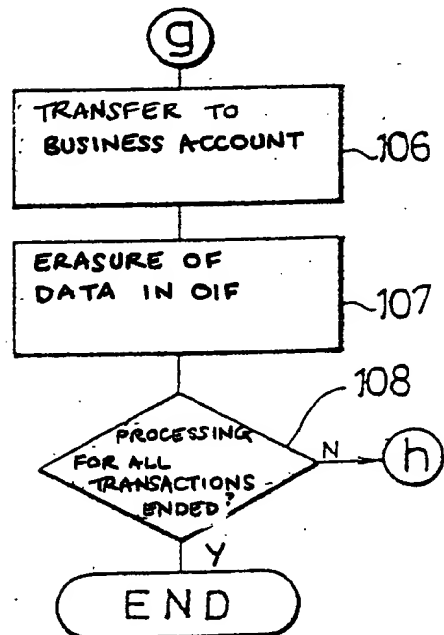 g
TRANSFER TO
BUSINESS ACCOUNT
106
ERASURE OF
DATA IN OIF
107
108
PROCESSING
FOR ALL
TRANSACTIONS
ENDED?
N
h
Y
END